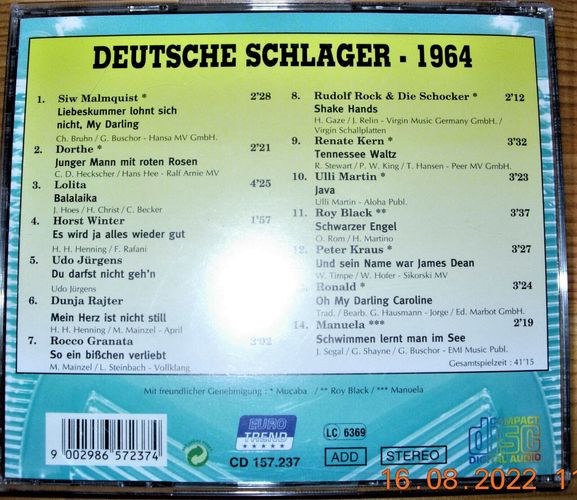 DEUTSCHE SCHLAGER - 1964
1. Siw Malmquist * 2'28
Liebeskummer lohnt sich
nicht, My Darling
Ch. Bruhn / G. Buschor - Hansa MV GmbH.
2. Dorthe * 2'21
Junger Mann mit roten Rosen
C. D. Heckscher / Hans Hee - Ralf Arnie MV
3. Lolita 4'25
Balalaika
J. Hoes / H. Christ / C. Becker
4. Horst Winter 1'57
Es wird ja alles wieder gut
H. H. Henning / F. Rafani
5. Udo Jürgens
Du darfst nicht geh'n
Udo Jürgens
6. Dunja Rajter
Mein Herz ist nicht still
H. H. Henning / M. Mainzel - April
7. Rocco Granata 3'02
So ein bißchen verliebt
M. Mainzel / L. Steinbach - Vollklang
8. Rudolf Rock & Die Schocker * 2'12
Shake Hands
H. Gaze / J. Relin - Virgin Music Germany GmbH. /
Virgin Schallplatten
9. Renate Kern * 3'32
Tennessee Waltz
R. Stewart / P. W. King / T. Hansen - Peer MV GmbH.
10. Ulli Martin * 3'23
Java
Ulli Martin - Aloha Publ.
11. Roy Black ** 3'37
Schwarzer Engel
O. Rom / H. Martino
12. Peter Kraus * 3'27
Und sein Name war James Dean
W. Timpe / W. Hofer - Sikorski MV
Ronald * 3'24
Oh My Darling Caroline
Trad. / Bearb. G. Hausmann - Jorge / Ed. Marbot GmbH.
14. Manuela *** 2'19
Schwimmen lernt man im See
J. Segal / G. Shayne / G. Buschor - EMI Music Publ.
Gesamtspielzeit : 41'15
Mit freundlicher Genehmigung : * Mucaba / ** Roy Black / *** Manuela
9 002986 572374
EURO
TREND
CD 157.237
LC 6369
ADD
STEREO
COMPACT
disc
DIGITAL AUDIO
16.08.2022